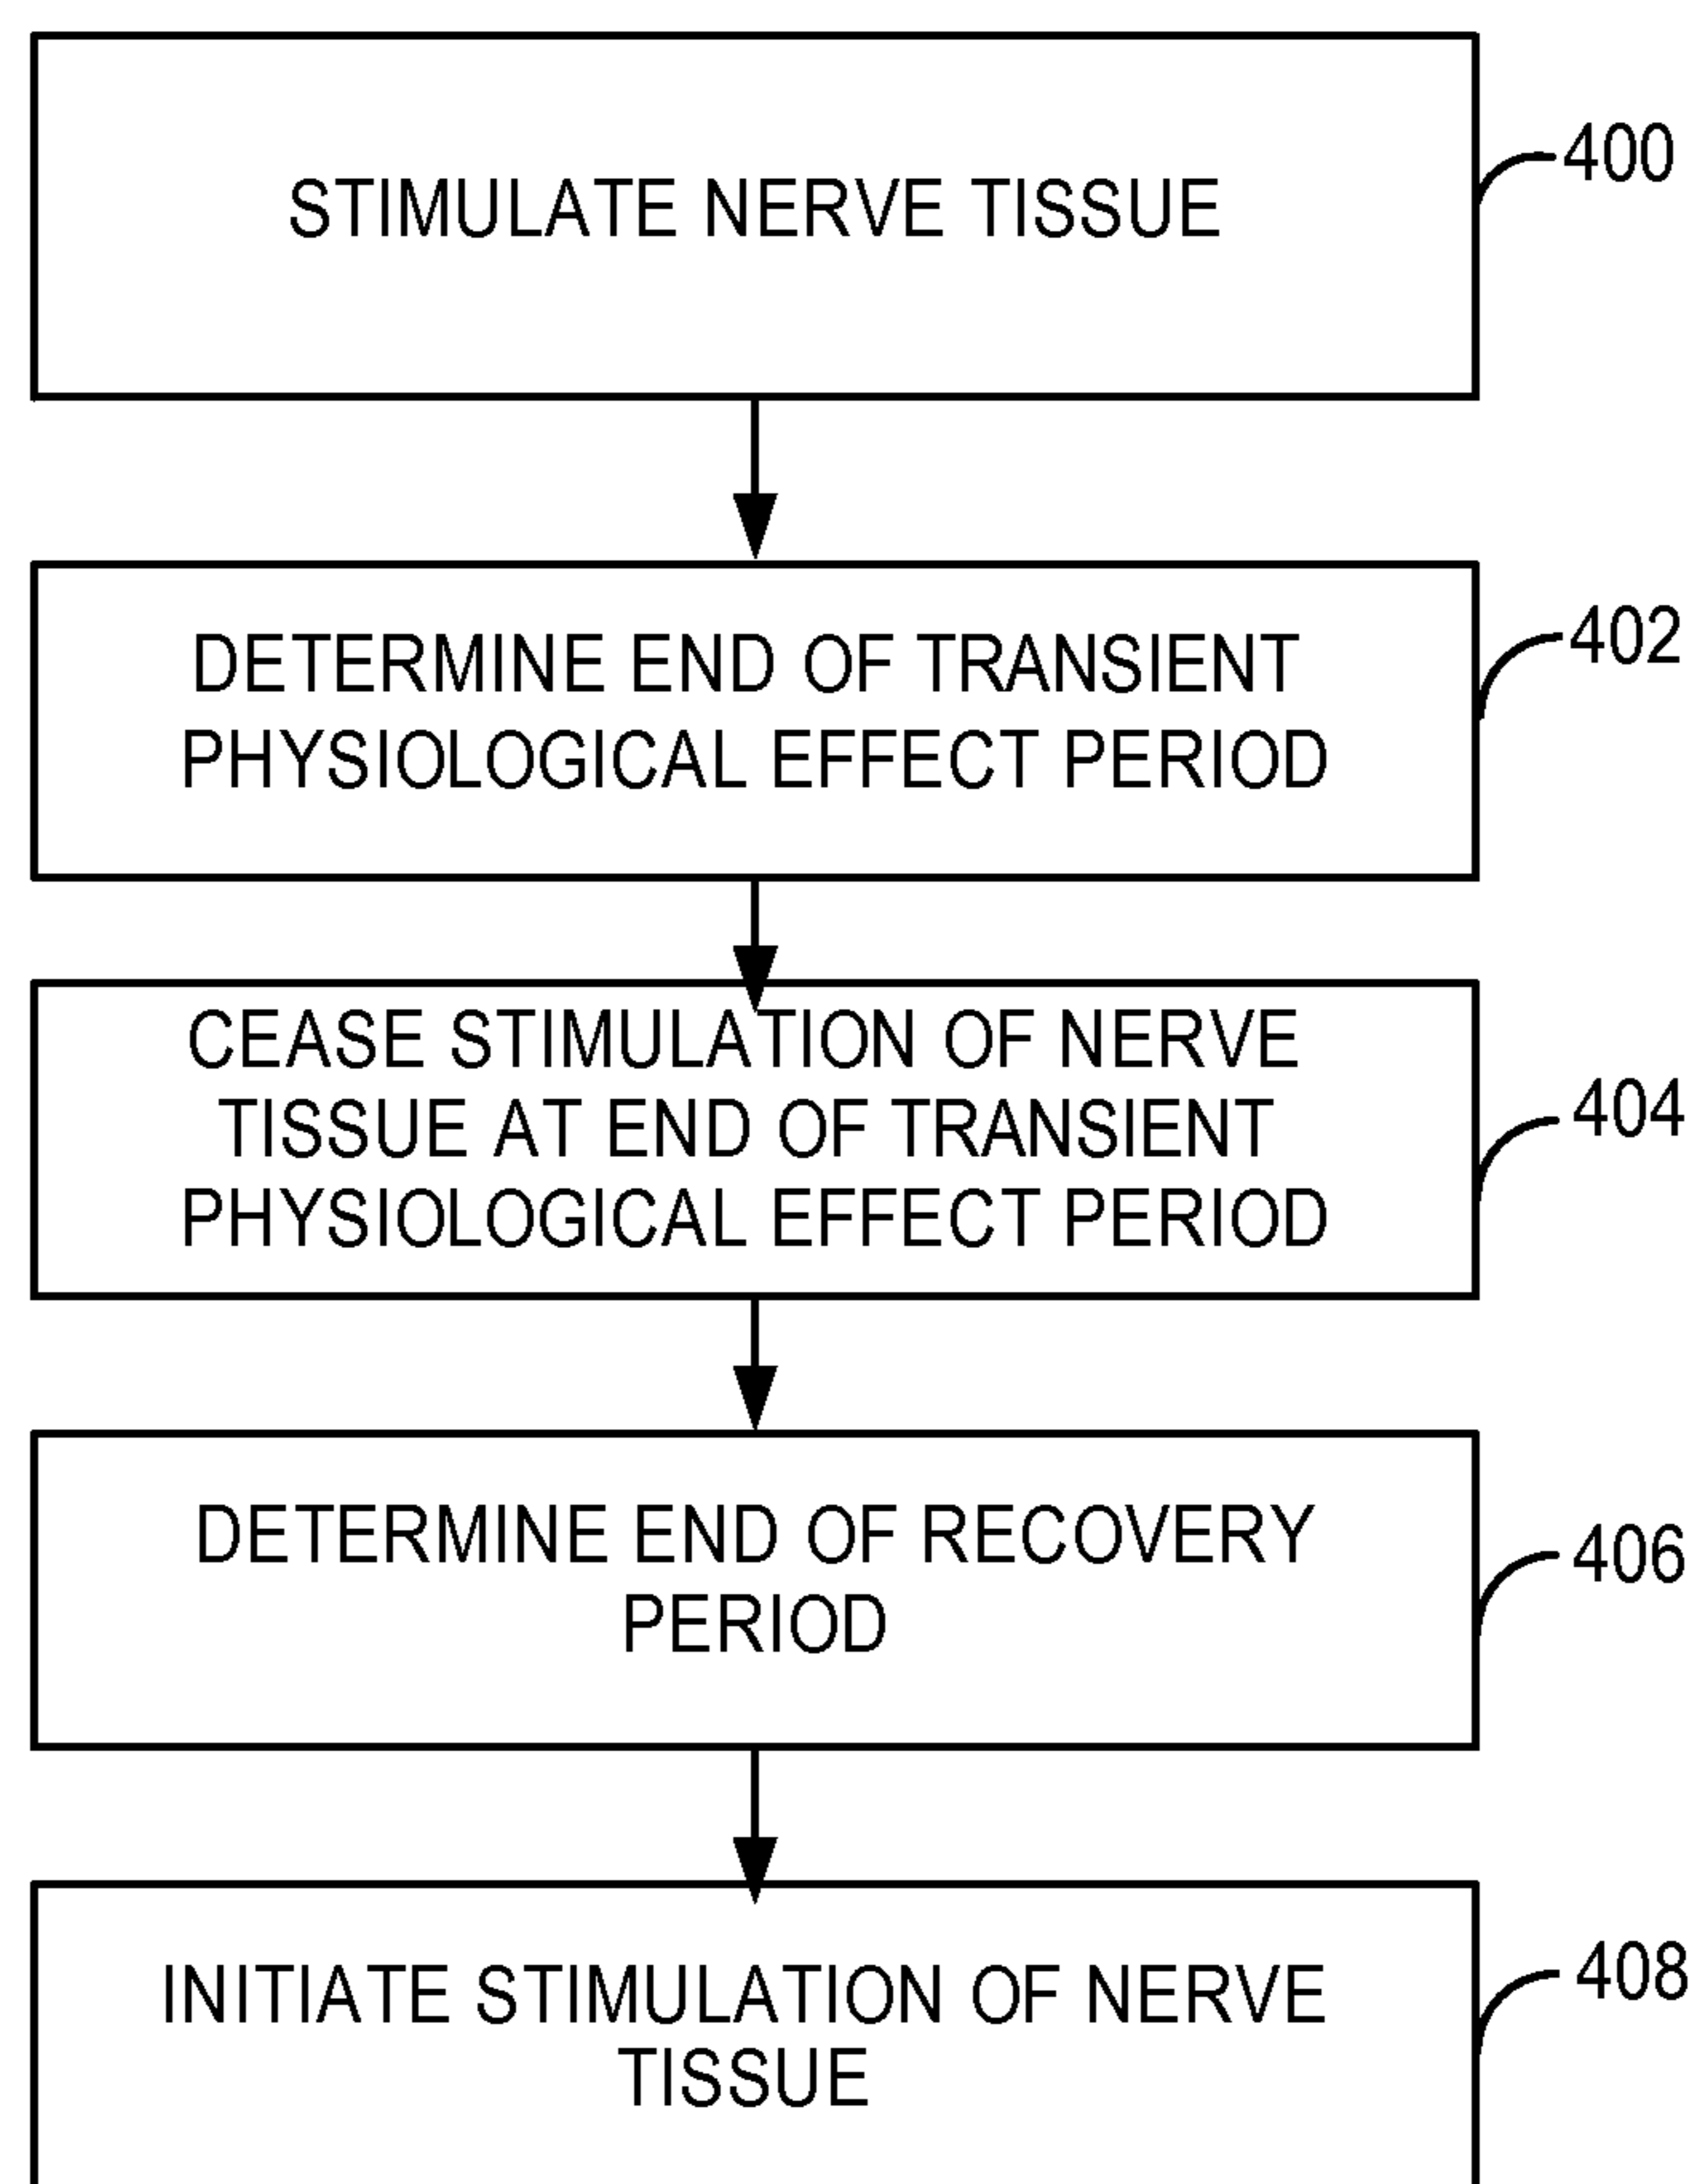 STIMULATE NERVE TISSUE
400
DETERMINE END OF TRANSIENT
PHYSIOLOGICAL EFFECT PERIOD
402
CEASE STIMULATION OF NERVE
TISSUE AT END OF TRANSIENT
PHYSIOLOGICAL EFFECT PERIOD
404
DETERMINE END OF RECOVERY
PERIOD
406
INITIATE STIMULATION OF NERVE
TISSUE
408